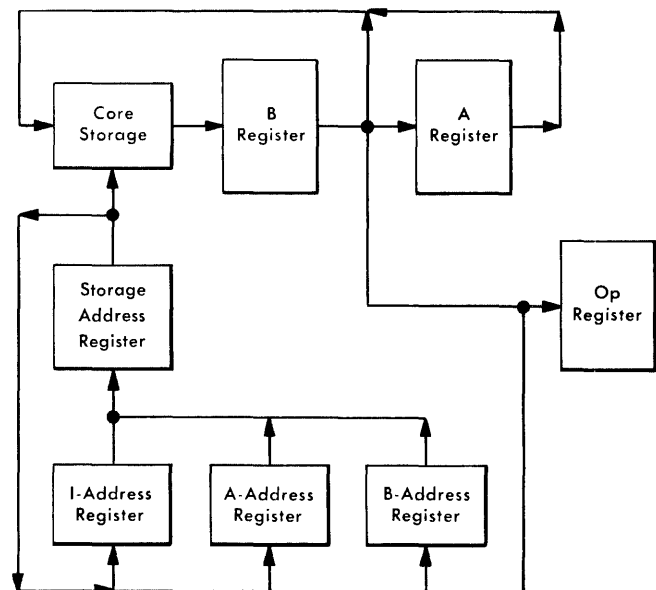 Core
Storage
B
Register
A
Register
Storage
Address
Register
Op
Register
I-Address
Register
A-Address
Register
B-Address
Register